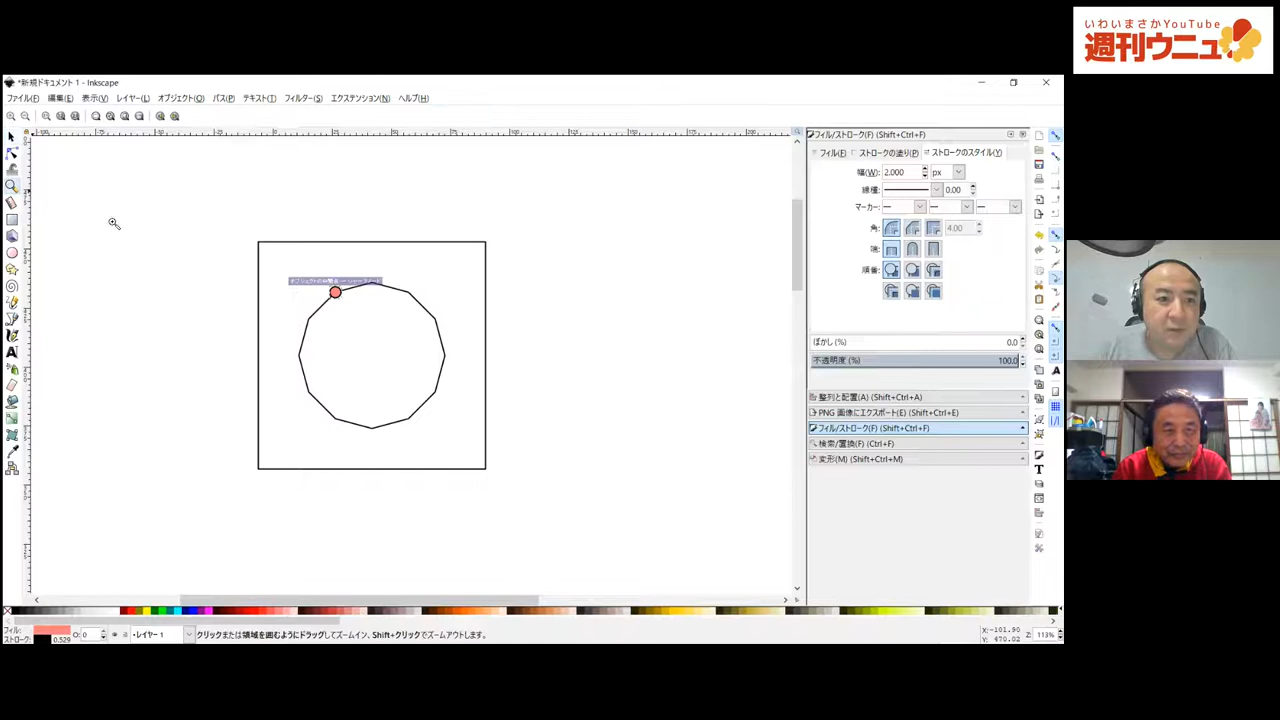 いわいまさかYouTube
週刊ウニュー
*新規ドキュメント 1 - Inkscape
ファイル(F) 編集(E) 表示(V) レイヤー(L) オブジェクト(O) パス(P) テキスト(T) フィルター(S) エクステンション(N) ヘルプ(H)
フィル/ストローク(F) (Shift+Ctrl+F)
フィル(F) ストロークの塗り(P) ストロークのスタイル(Y)
幅(W): 2.000 px
線種: 0.00
マーカー:
角: 4.00
端:
順番:
ぼかし (%) 0.0
不透明度 (%) 100.0
整列と配置(A) (Shift+Ctrl+A)
PNG 画像にエクスポート(E) (Shift+Ctrl+E)
フィル/ストローク(F) (Shift+Ctrl+F)
検索/置換(F) (Ctrl+F)
変形(M) (Shift+Ctrl+M)
フィル:
ストローク: 0.529
O: 0
レイヤー 1
クリックまたは領域を囲むようにドラッグしてズームイン、Shift+クリックでズームアウトします。
X: -101.90
Y: 470.02
Z: 113%